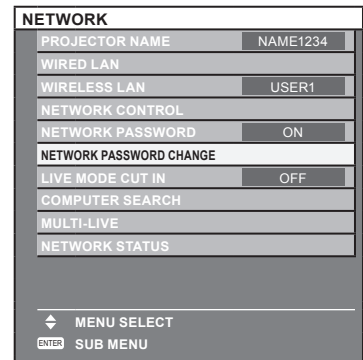 NETWORK
PROJECTOR NAME NAME1234
WIRED LAN
WIRELESS LAN USER1
NETWORK CONTROL
NETWORK PASSWORD ON
NETWORK PASSWORD CHANGE
LIVE MODE CUT IN OFF
COMPUTER SEARCH
MULTI-LIVE
NETWORK STATUS
MENU SELECT
ENTER SUB MENU